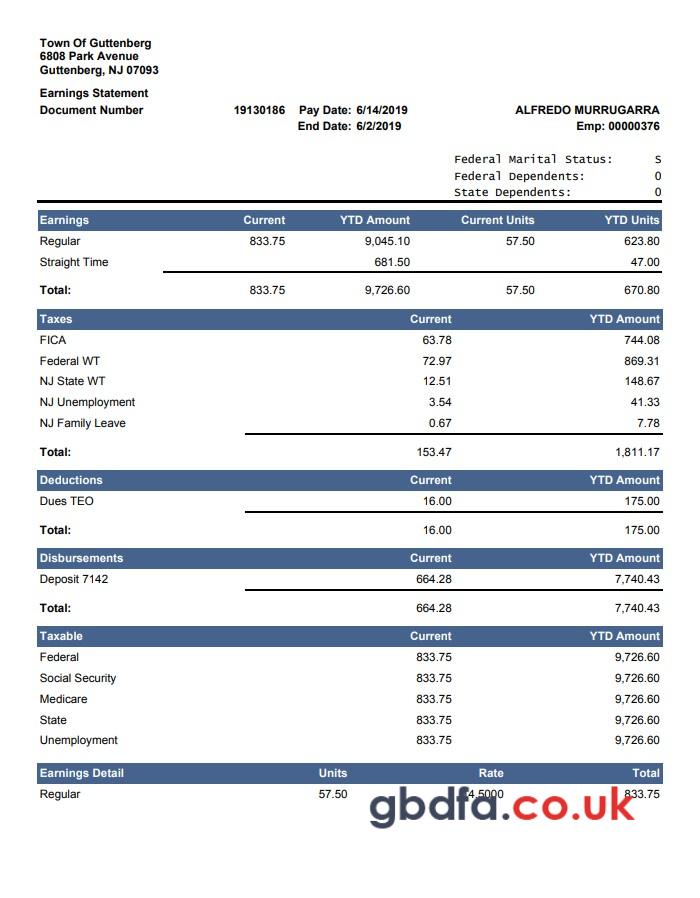 Town Of Guttenberg
6808 Park Avenue
Guttenberg, NJ 07093
Earnings Statement
Document Number 19130186 Pay Date: 6/14/2019 ALFREDO MURRUGARRA
End Date: 6/2/2019 Emp: 00000376
Federal Marital Status: S
Federal Dependents: 0
State Dependents: 0
Earnings Current YTD Amount Current Units YTD Units
Regular 833.75 9,045.10 57.50 623.80
Straight Time 681.50 47.00
Total: 833.75 9,726.60 57.50 670.80
Taxes Current YTD Amount
FICA 63.78 744.08
Federal WT 72.97 869.31
NJ State WT 12.51 148.67
NJ Unemployment 3.54 41.33
NJ Family Leave 0.67 7.78
Total: 153.47 1,811.17
Deductions Current YTD Amount
Dues TEO 16.00 175.00
Total: 16.00 175.00
Disbursements Current YTD Amount
Deposit 7142 664.28 7,740.43
Total: 664.28 7,740.43
Taxable Current YTD Amount
Federal 833.75 9,726.60
Social Security 833.75 9,726.60
Medicare 833.75 9,726.60
State 833.75 9,726.60
Unemployment 833.75 9,726.60
Earnings Detail Units Rate Total
Regular 57.50 833.75
gbdfa.co.uk